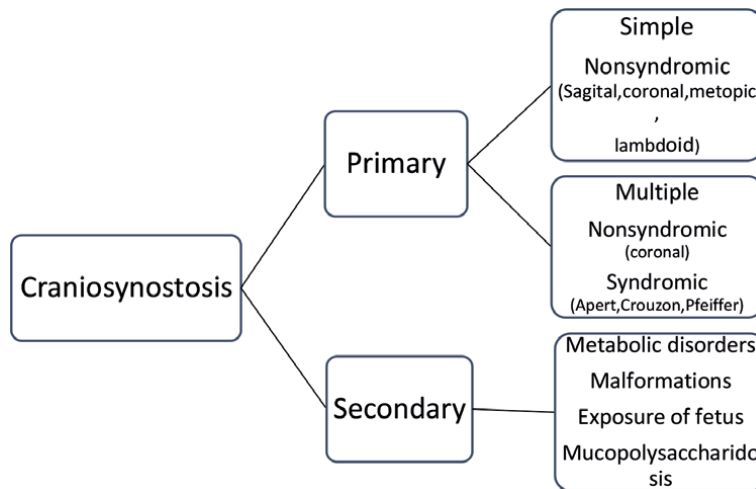 Craniosynostosis
Primary
Simple
Nonsyndromic
(Sagital,coronal,metopic
,
lambdoid)
Multiple
Nonsyndromic
(coronal)
Syndromic
(Apert,Crouzon,Pfeiffer)
Secondary
Metabolic disorders
Malformations
Exposure of fetus
Mucopolysaccharido
sis